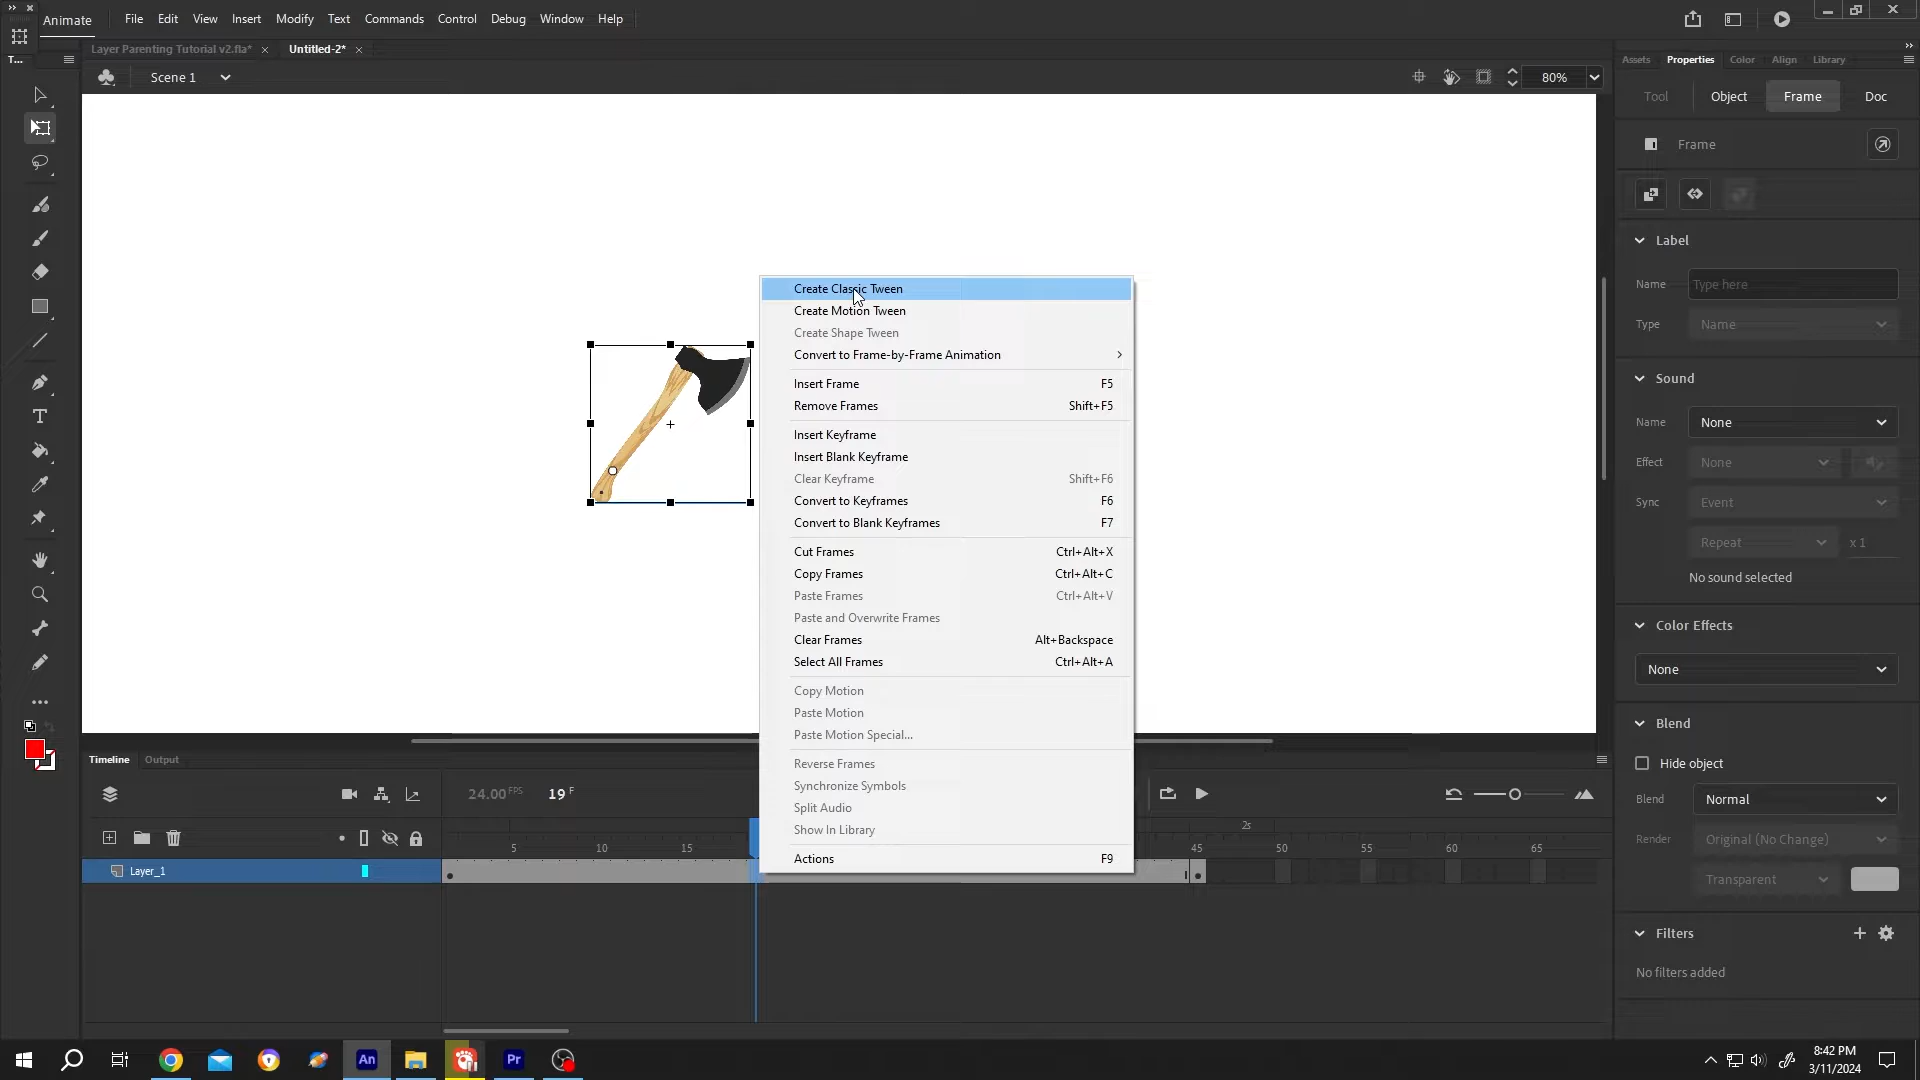 Animate
File Edit View Insert Modify Text Commands Control Debug Window Help
Layer Parenting Tutorial v2.fla* × Untitled-2* ×
Scene 1
80%
T...
Assets Properties Color Align Library
Tool Object Frame Doc
Frame
Label
Name Type here
Type Name
Sound
Name None
Effect None
Sync Event
Repeat x 1
No sound selected
Color Effects
None
Blend
Hide object
Blend Normal
Render Original (No Change)
Transparent
Filters
No filters added
Create Classic Tween
Create Motion Tween
Create Shape Tween
Convert to Frame-by-Frame Animation
Insert Frame F5
Remove Frames Shift+F5
Insert Keyframe
Insert Blank Keyframe
Clear Keyframe Shift+F6
Convert to Keyframes F6
Convert to Blank Keyframes F7
Cut Frames Ctrl+Alt+X
Copy Frames Ctrl+Alt+C
Paste Frames Ctrl+Alt+V
Paste and Overwrite Frames
Clear Frames Alt+Backspace
Select All Frames Ctrl+Alt+A
Copy Motion
Paste Motion
Paste Motion Special...
Reverse Frames
Synchronize Symbols
Split Audio
Show In Library
Actions F9
Timeline Output
24.00 FPS 19 F
2s
5 10 15 45 50 55 60 65
Layer_1
An Pr
8:42 PM
3/11/2024